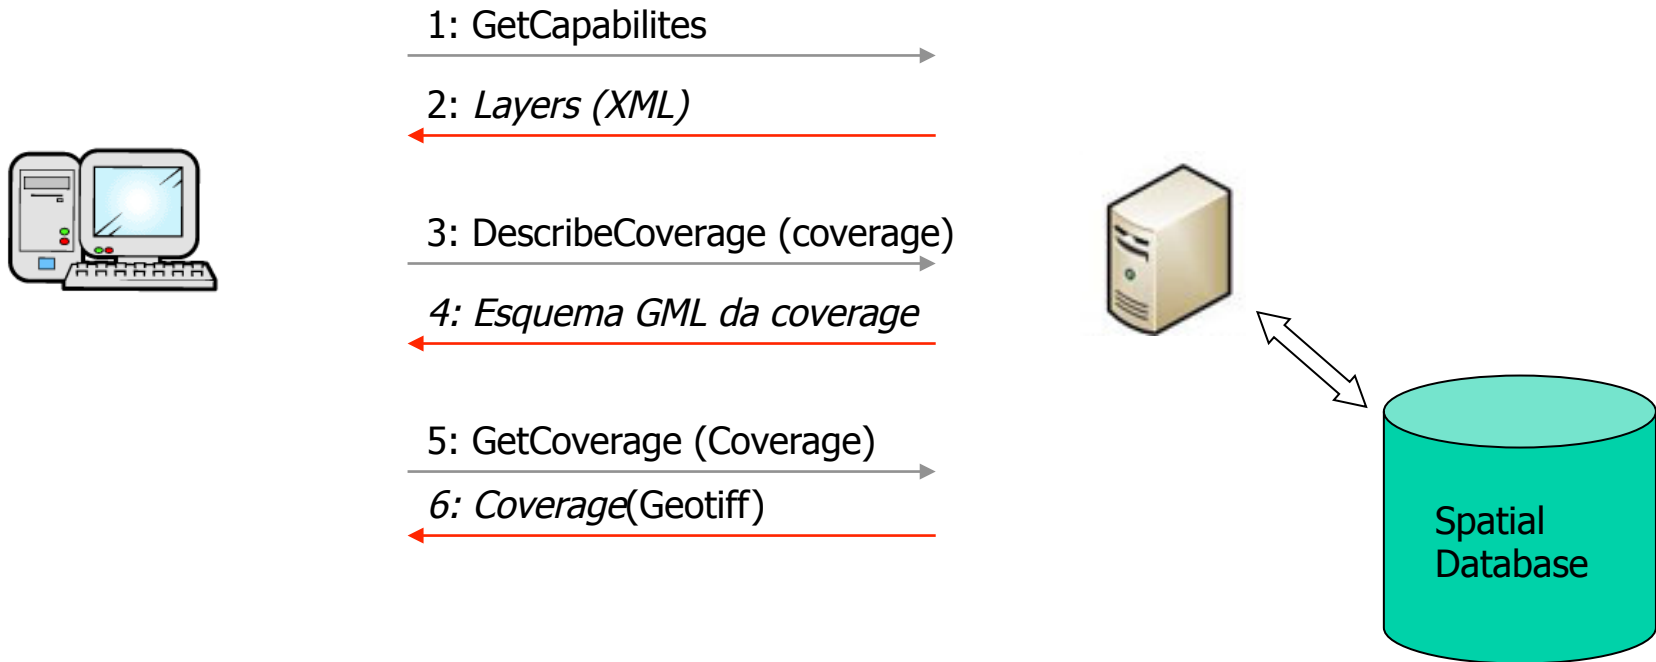 1: GetCapabilites
2: Layers (XML)
3: DescribeCoverage (coverage)
4: Esquema GML da coverage
5: GetCoverage (Coverage)
6: Coverage(Geotiff)
Spatial
Database